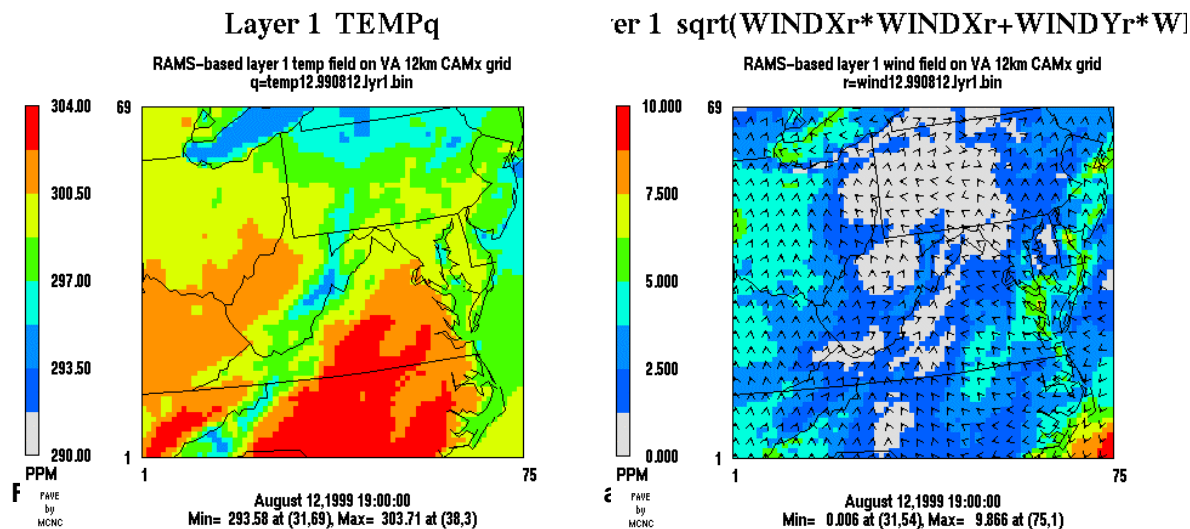 Layer 1 TEMPq
RAMS-based layer 1 temp field on VA 12km CAMx grid
q=temp12.990812.lyr1.bin
304.00
300.50
297.00
293.50
290.00
PPM
69
1
1
75
PAVE
by
MCNC
August 12,1999 19:00:00
Min= 293.58 at (31,69), Max= 303.71 at (38,3)
er 1 sqrt(WINDXr*WINDXr+WINDYr*WI
RAMS-based layer 1 wind field on VA 12km CAMx grid
r=wind12.990812.lyr1.bin
10.000
7.500
5.000
2.500
0.000
PPM
69
1
1
75
PAVE
by
MCNC
August 12,1999 19:00:00
Min= 0.006 at (31,54), Max= 9.866 at (75,1)